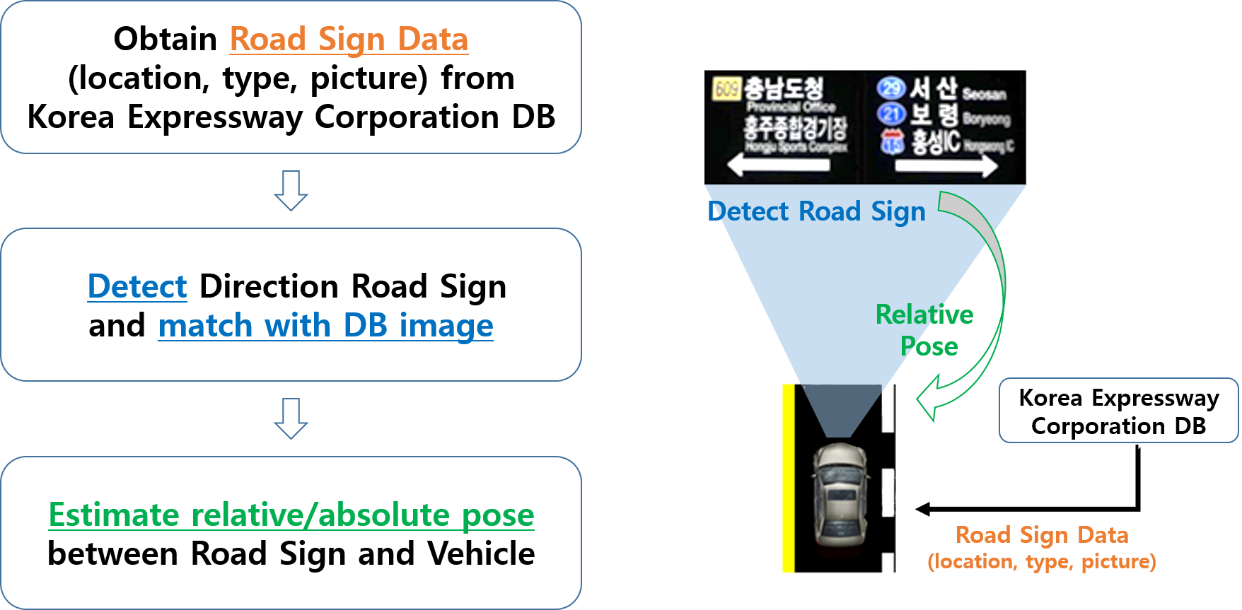 Obtain Road Sign Data
(location, type, picture) from
Korea Expressway Corporation DB
Detect Direction Road Sign
and match with DB image
Estimate relative/absolute pose
between Road Sign and Vehicle
609 충남도청
Provincial Office
홍주종합경기장
Hongju Sports Complex
29 서산 Seosan
21 보령 Boryeong
15 홍성IC Hongseong IC
Detect Road Sign
Relative
Pose
Korea Expressway
Corporation DB
Road Sign Data
(location, type, picture)